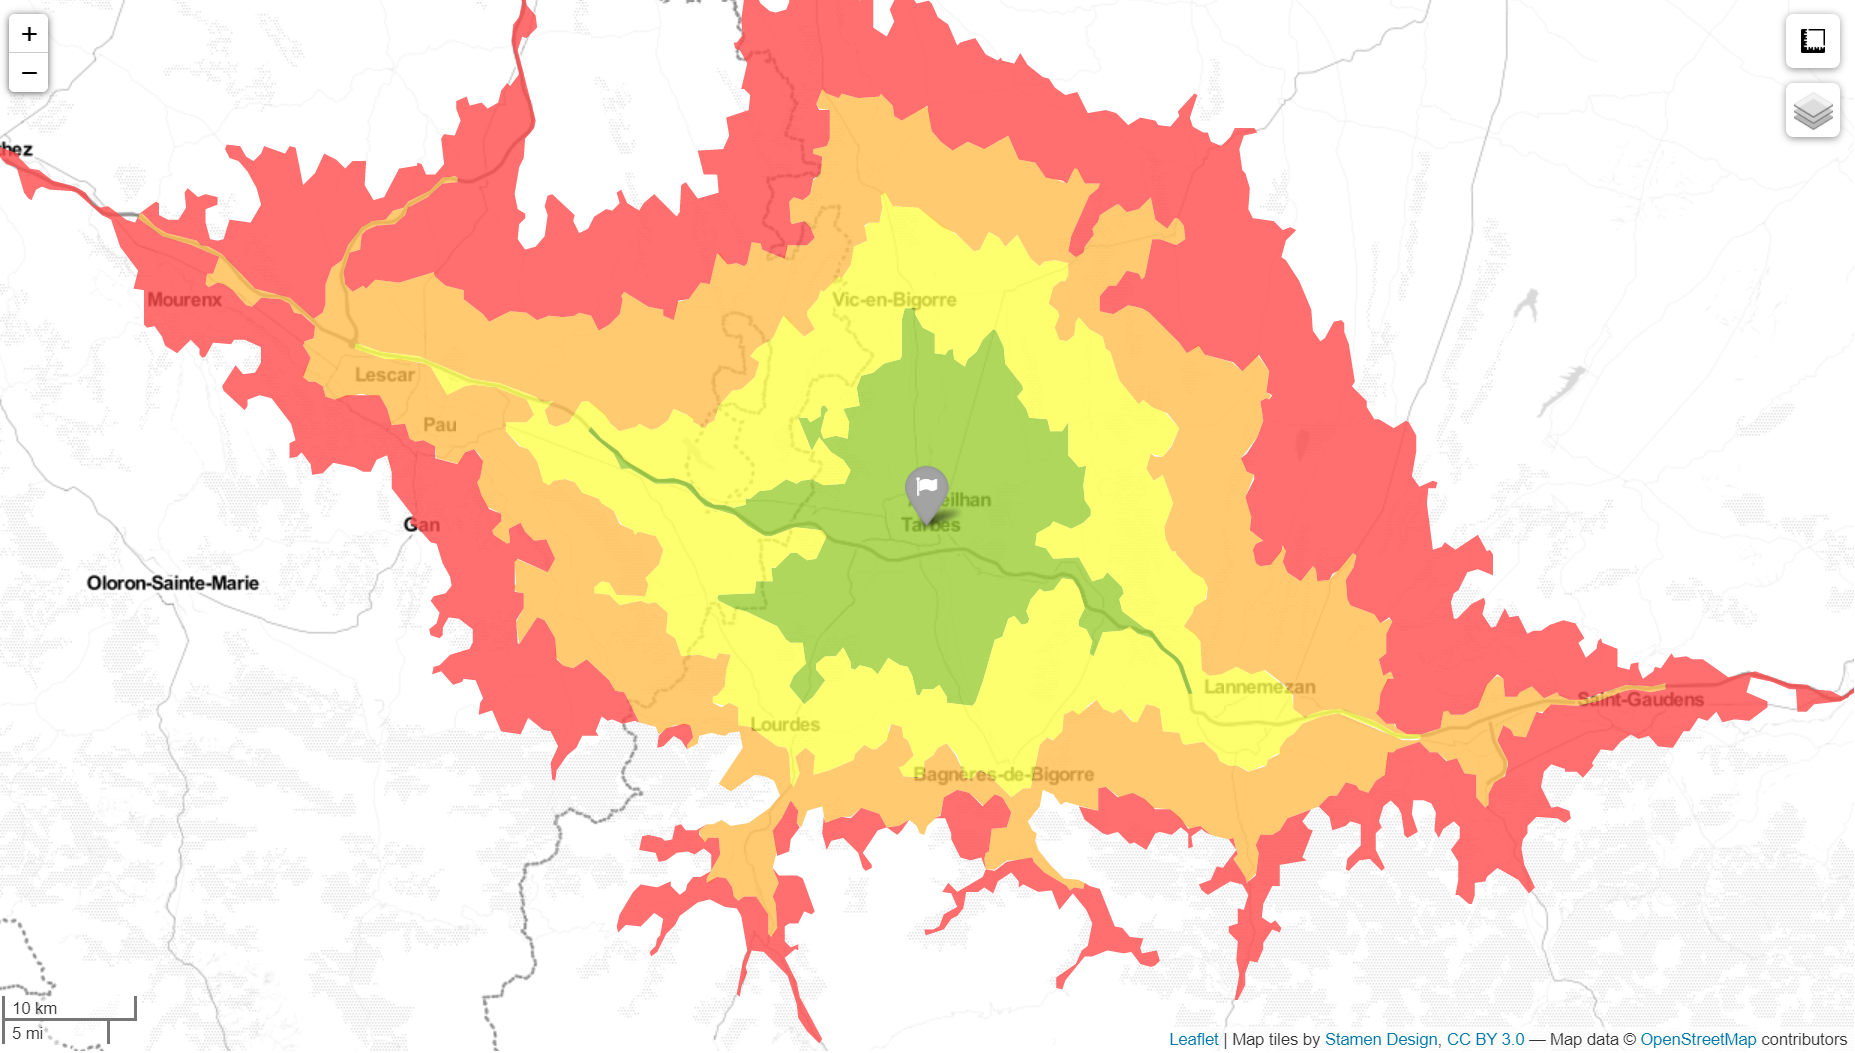 +
−
hez
Mourenx
Vic-en-Bigorre
Lescar
Pau
eilhan
Gan
Tarbes
Oloron-Sainte-Marie
Lannemezan
Saint-Gaudens
Lourdes
Bagnères-de-Bigorre
10 km
5 mi
Leaflet | Map tiles by Stamen Design, CC BY 3.0 — Map data © OpenStreetMap contributors